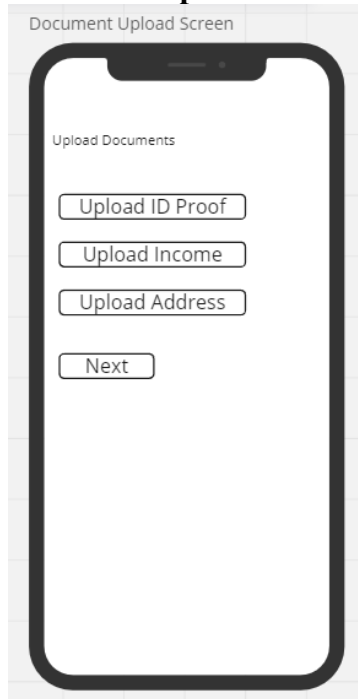 Document Upload Screen
Upload Documents
Upload ID Proof
Upload Income
Upload Address
Next